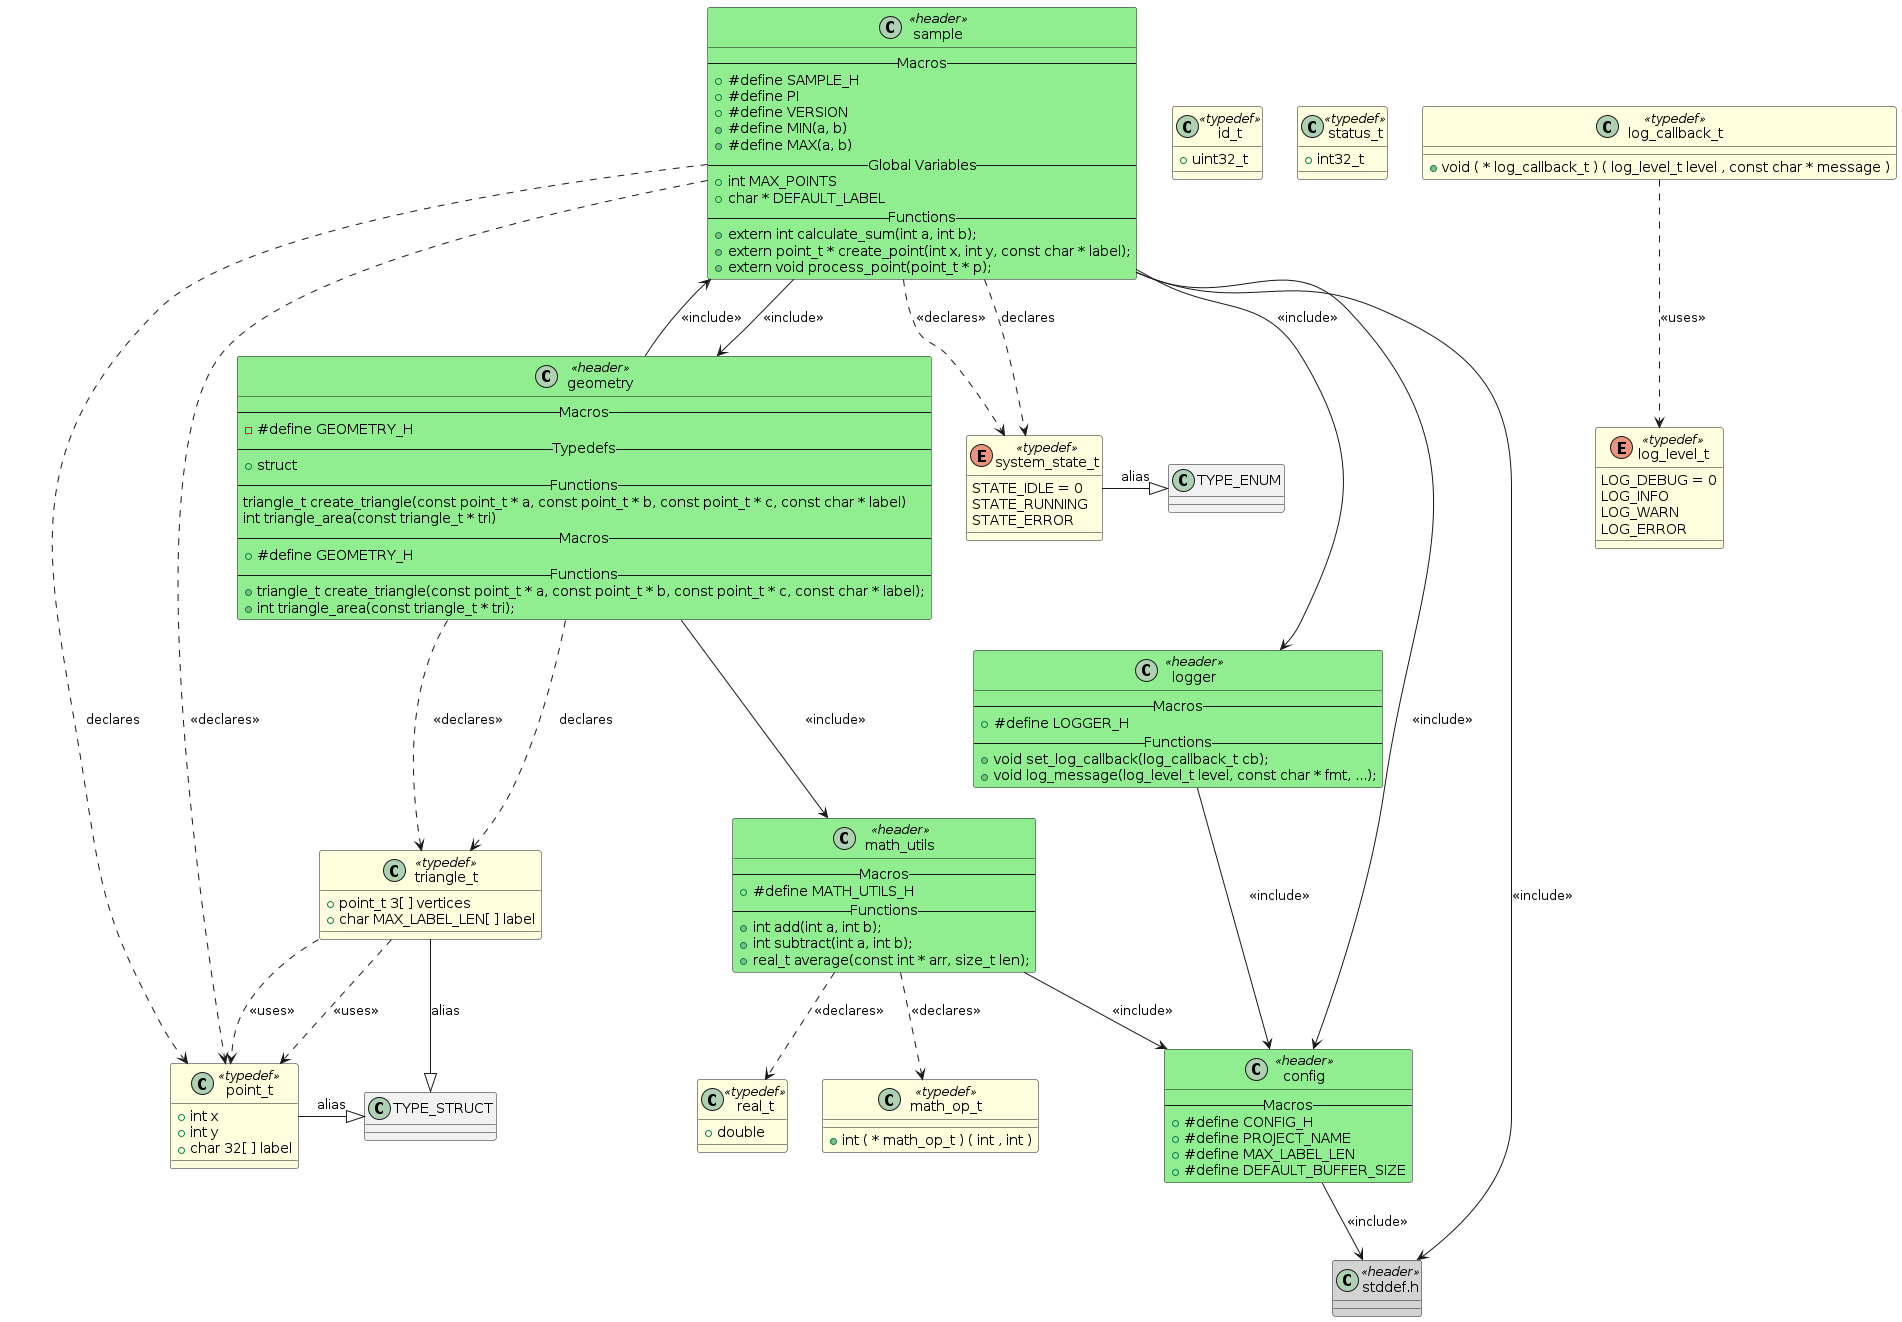 «header»
C
sample
Macros
#define SAMPLE_H
#define PI
#define VERSION
#define MIN(a, b)
#define MAX(a, b)
Global Variables
int MAX_POINTS
char * DEFAULT_LABEL
Functions
extern int calculate_sum(int a, int b);
extern point_t * create_point(int x, int y, const char * label);
extern void process_point(point_t * p);
C
«typedef»
id_t
uint32_t
C
«typedef»
status_t
int32_t
C
«typedef»
log_callback_t
void ( * log_callback_t ) ( log_level_t level , const char * message )
«include»
«include»
«declares»
declares
«include»
«uses»
C
«header»
geometry
Macros
#define GEOMETRY_H
Typedefs
struct
Functions
triangle_t create_triangle(const point_t * a, const point_t * b, const point_t * c, const char * label)
int triangle_area(const triangle_t * tri)
Macros
#define GEOMETRY_H
Functions
triangle_t create_triangle(const point_t * a, const point_t * b, const point_t * c, const char * label);
int triangle_area(const triangle_t * tri);
E
«typedef»
system_state_t
STATE_IDLE = 0
STATE_RUNNING
STATE_ERROR
alias
C
TYPE_ENUM
E
«typedef»
log_level_t
LOG_DEBUG = 0
LOG_INFO
LOG_WARN
LOG_ERROR
declares
«declares»
«declares»
declares
«include»
C
«header»
logger
Macros
#define LOGGER_H
Functions
void set_log_callback(log_callback_t cb);
void log_message(log_level_t level, const char * fmt, ...);
«include»
C
«typedef»
triangle_t
point_t 3[ ] vertices
char MAX_LABEL_LEN[ ] label
C
«header»
math_utils
Macros
#define MATH_UTILS_H
Functions
int add(int a, int b);
int subtract(int a, int b);
real_t average(const int * arr, size_t len);
«include»
«include»
«uses»
«uses»
alias
«declares»
«declares»
«include»
C
«typedef»
point_t
int x
int y
char 32[ ] label
alias
C
TYPE_STRUCT
C
«typedef»
real_t
double
C
«typedef»
math_op_t
int ( * math_op_t ) ( int , int )
C
«header»
config
Macros
#define CONFIG_H
#define PROJECT_NAME
#define MAX_LABEL_LEN
#define DEFAULT_BUFFER_SIZE
«include»
C
«header»
stddef.h